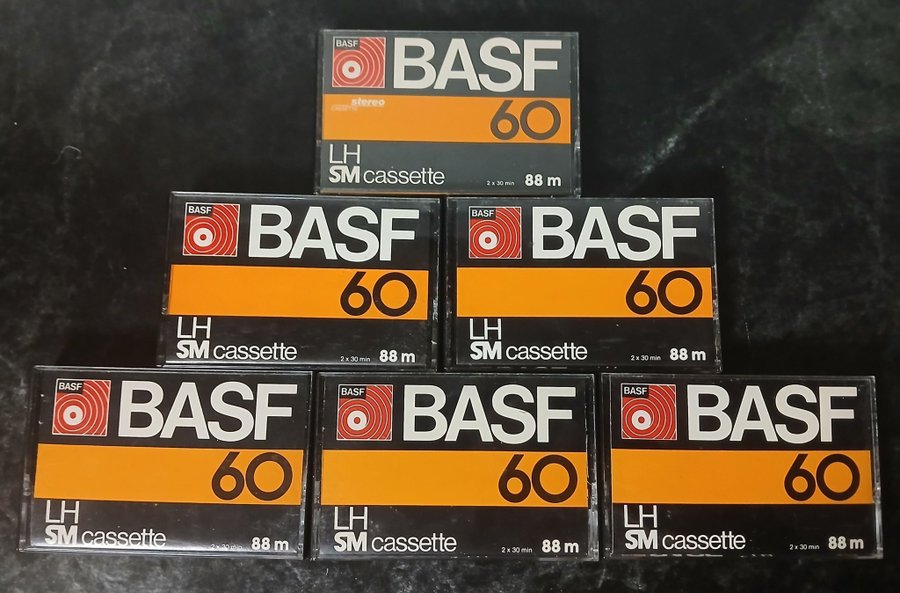 BASF
BASF
stereo
60
LH
SM cassette
2 x 30 min
88 m
BASF
BASF
60
LH
SM cassette
2 x 30 min
88 m
BASF
BASF
60
LH
SM cassette
2 x 30 min
88 m
BASF
BASF
60
LH
SM cassette
2 x 30 min
88 m
BASF
BASF
60
LH
SM cassette
2 x 30 min
88 m
BASF
BASF
60
LH
SM cassette
2 x 30 min
88 m